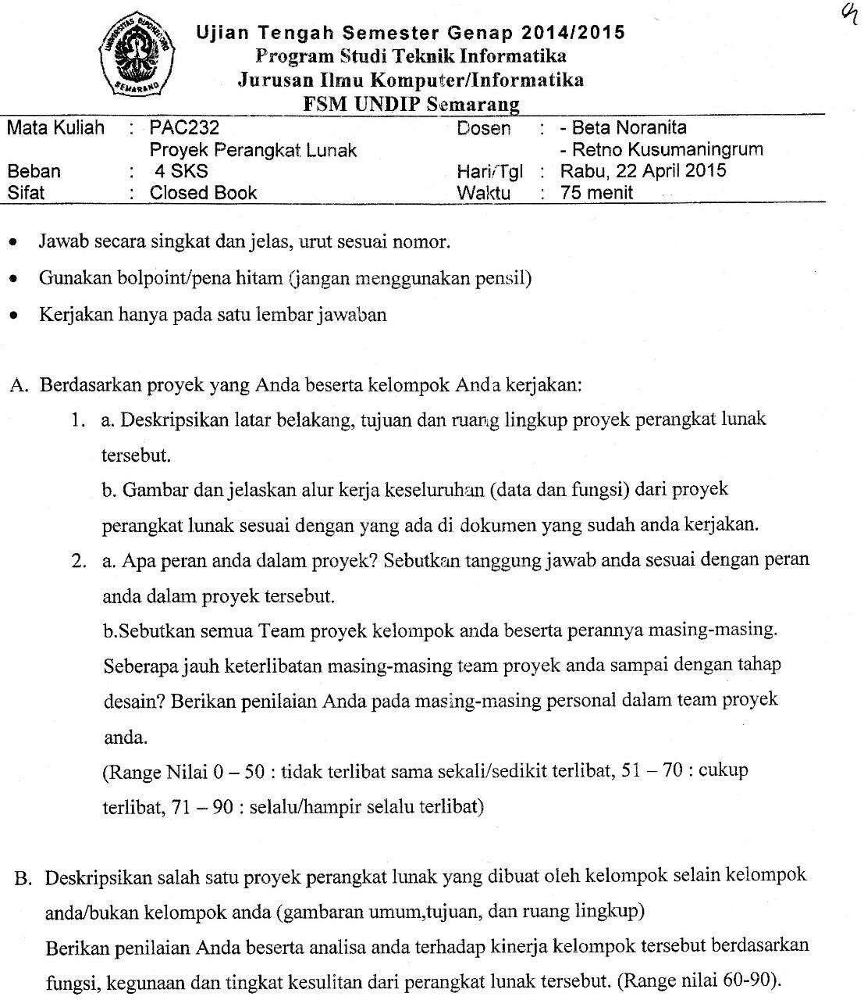 Ujian Tengah Semester Genap 2014/2015
Program Studi Teknik Informatika
Jurusan Ilmu Komputer/Informatika
FSM UNDIP Semarang
UNIVERSITAS DIPONEGORO
SEMARANG
Mata Kuliah : PAC232 Dosen : - Beta Noranita
Proyek Perangkat Lunak - Retno Kusumaningrum
Beban : 4 SKS Hari/Tgl : Rabu, 22 April 2015
Sifat : Closed Book Waktu : 75 menit
• Jawab secara singkat dan jelas, urut sesuai nomor.
• Gunakan bolpoint/pena hitam (jangan menggunakan pensil)
• Kerjakan hanya pada satu lembar jawaban
A. Berdasarkan proyek yang Anda beserta kelompok Anda kerjakan:
1. a. Deskripsikan latar belakang, tujuan dan ruang lingkup proyek perangkat lunak
tersebut.
b. Gambar dan jelaskan alur kerja keseluruhan (data dan fungsi) dari proyek
perangkat lunak sesuai dengan yang ada di dokumen yang sudah anda kerjakan.
2. a. Apa peran anda dalam proyek? Sebutkan tanggung jawab anda sesuai dengan peran
anda dalam proyek tersebut.
b.Sebutkan semua Team proyek kelompok anda beserta perannya masing-masing.
Seberapa jauh keterlibatan masing-masing team proyek anda sampai dengan tahap
desain? Berikan penilaian Anda pada masing-masing personal dalam team proyek
anda.
(Range Nilai 0 – 50 : tidak terlibat sama sekali/sedikit terlibat, 51 – 70 : cukup
terlibat, 71 – 90 : selalu/hampir selalu terlibat)
B. Deskripsikan salah satu proyek perangkat lunak yang dibuat oleh kelompok selain kelompok
anda/bukan kelompok anda (gambaran umum,tujuan, dan ruang lingkup)
Berikan penilaian Anda beserta analisa anda terhadap kinerja kelompok tersebut berdasarkan
fungsi, kegunaan dan tingkat kesulitan dari perangkat lunak tersebut. (Range nilai 60-90).